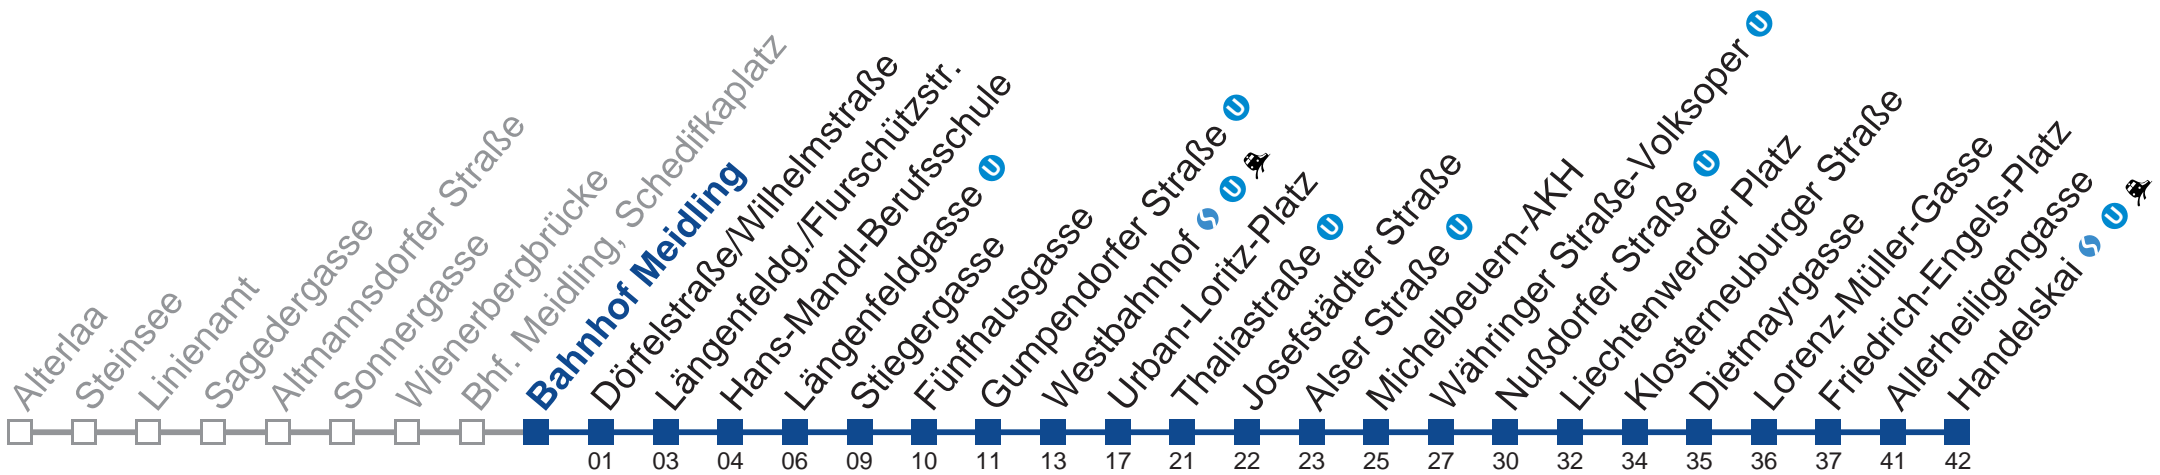 Alterlaa
Steinsee
Linienamt
Sagedergasse
Altmannsdorfer Straße
Sonnergasse
Wienerbergbrücke
Bhf. Meidling, Schedifkaplatz
Bahnhof Meidling
Dörfelstraße/Wilhelmstraße
Längenfeldg./Flurschützstr.
Hans-Mandl-Berufsschule
Längenfeldgasse U
Stiegergasse
Fünfhausgasse
Gumpendorfer Straße U
Westbahnhof S U
Urban-Loritz-Platz
Thaliastraße U
Josefstädter Straße
Alser Straße U
Michelbeuern-AKH
Währinger Straße-Volksoper U
Nußdorfer Straße U
Liechtenwerder Platz
Klosterneuburger Straße
Dietmayrgasse
Lorenz-Müller-Gasse
Friedrich-Engels-Platz
Allerheiligengasse
Handelskai S U
01 03 04 06 09 10 11 13 17 21 22 23 25 27 30 32 34 35 36 37 41 42